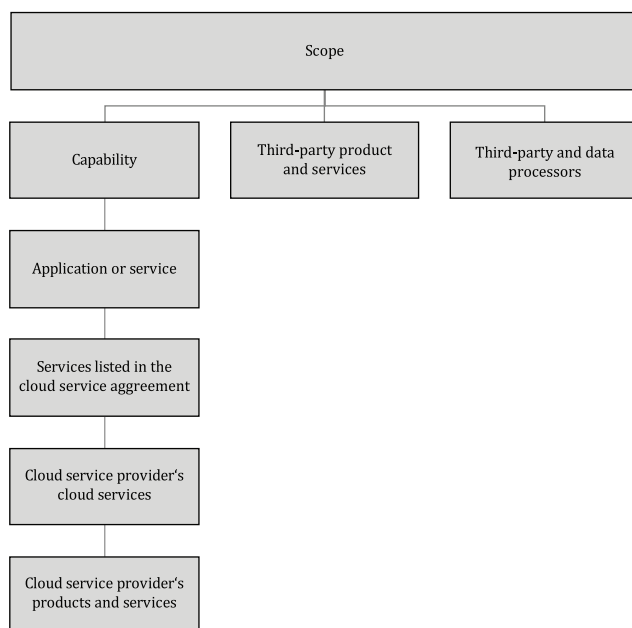 Scope
Capability
Third-party product
and services
Third-party and data
processors
Application or service
Services listed in the
cloud service aggreement
Cloud service provider‘s
cloud services
Cloud service provider‘s
products and services